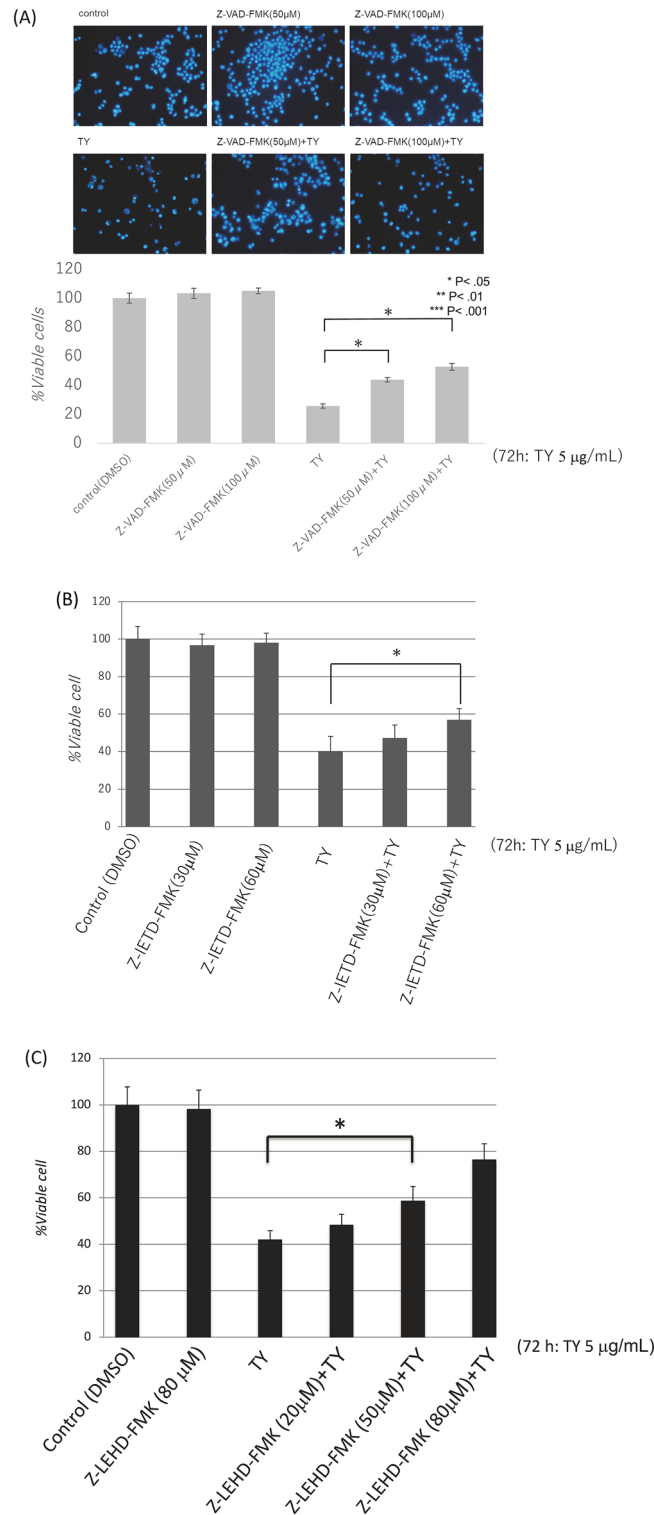 (A)
control
Z-VAD-FMK(50μM)
Z-VAD-FMK(100μM)
TY
Z-VAD-FMK(50μM)+TY
Z-VAD-FMK(100μM)+TY
120
100
80
60
40
20
0
%Viable cells
* P< .05
** P< .01
*** P< .001
*
*
control(DMSO)
Z-VAD-FMK(50μM)
Z-VAD-FMK(100μM)
TY
Z-VAD-FMK(50μM)+TY
Z-VAD-FMK(100μM)+TY
(72h: TY 5 μg/mL)
(B)
120
100
80
60
40
20
0
%Viable cell
*
Control (DMSO)
Z-IETD-FMK(30μM)
Z-IETD-FMK(60μM)
TY
Z-IETD-FMK(30μM)+TY
Z-IETD-FMK(60μM)+TY
(72h: TY 5 μg/mL)
(C)
120
100
80
60
40
20
0
%Viable cell
*
Control (DMSO)
Z-LEHD-FMK (80 μM)
TY
Z-LEHD-FMK (20μM)+TY
Z-LEHD-FMK (50μM)+TY
Z-LEHD-FMK (80μM)+TY
(72 h: TY 5 μg/mL)